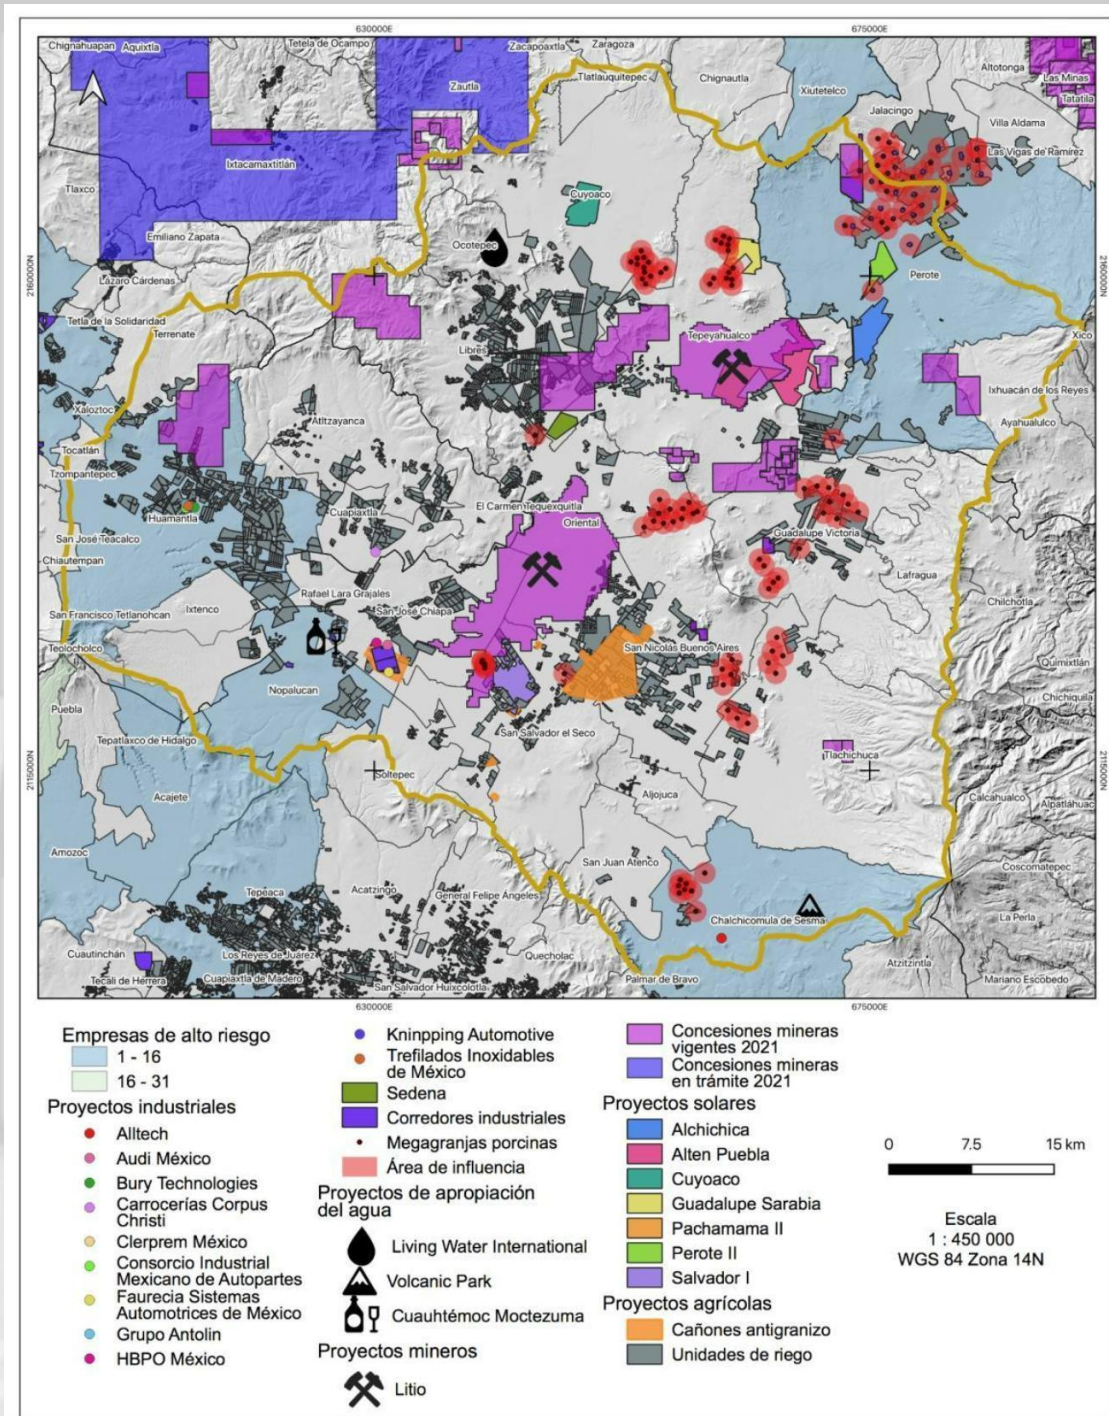 630000E
675000E
Chignahuapan
Aquixtla
Tetela de Ocampo
Zacapoaxtla
Zaragoza
Zautla
Tlatlauquitepec
Chignautla
Xiutetelco
Altotonga
Las Minas
Tatatila
Jalacingo
Villa Aldama
Las Vigas de Ramírez
Ixtacamaxtitlán
Tlaxco
Cuyoaco
Emiliano Zapata
Ocotepec
Perote
2160000N
2160000N
Lázaro Cárdenas
Tetla de la Solidaridad
Terrenate
Tepeyahualco
Xico
Libres
Ixhuacán de los Reyes
Xaloztoc
Atltzayanca
Ayahualulco
Tocatlán
Tzompantepec
El Carmen Tequexquitla
Oriental
Cuapiaxtla
Huamantla
San José Teacalco
Guadalupe Victoria
Chiautempan
Lafragua
Rafael Lara Grajales
Chilchotla
San Francisco Tetlanohcan
Ixtenco
San José Chiapa
Teolocholco
San Nicolás Buenos Aires
Quimixtlán
Nopalucan
Chichiquila
Puebla
San Salvador el Seco
Tepatlaxco de Hidalgo
Tlachichuca
2115000N
2115000N
Soltepec
Acajete
Aljojuca
Calcahualco
Alpatláhuac
Amozoc
San Juan Atenco
Coscomatepec
Tepeaca
Acatzingo
General Felipe Ángeles
Chalchicomula de Sesma
La Perla
Cuautinchán
Los Reyes de Juárez
Quecholac
Atzitzintla
Tecali de Herrera
Cuapiaxtla de Madero
San Salvador Huixcolotla
Palmar de Bravo
Mariano Escobedo
630000E
675000E
Empresas de alto riesgo
1 - 16
16 - 31
Proyectos industriales
Alltech
Audi México
Bury Technologies
Carrocerías Corpus
Christi
Clerprem México
Consorcio Industrial
Mexicano de Autopartes
Faurecia Sistemas
Automotrices de México
Grupo Antolin
HBPO México
Kninpping Automotive
Trefilados Inoxidables
de México
Sedena
Corredores industriales
Megagranjas porcinas
Área de influencia
Proyectos de apropiación
del agua
Living Water International
Volcanic Park
Cuauhtémoc Moctezuma
Proyectos mineros
Litio
Concesiones mineras
vigentes 2021
Concesiones mineras
en trámite 2021
Proyectos solares
Alchichica
Alten Puebla
Cuyoaco
Guadalupe Sarabia
Pachamama II
Perote II
Salvador I
Proyectos agrícolas
Cañones antigranizo
Unidades de riego
0 7.5 15 km
Escala
1 : 450 000
WGS 84 Zona 14N